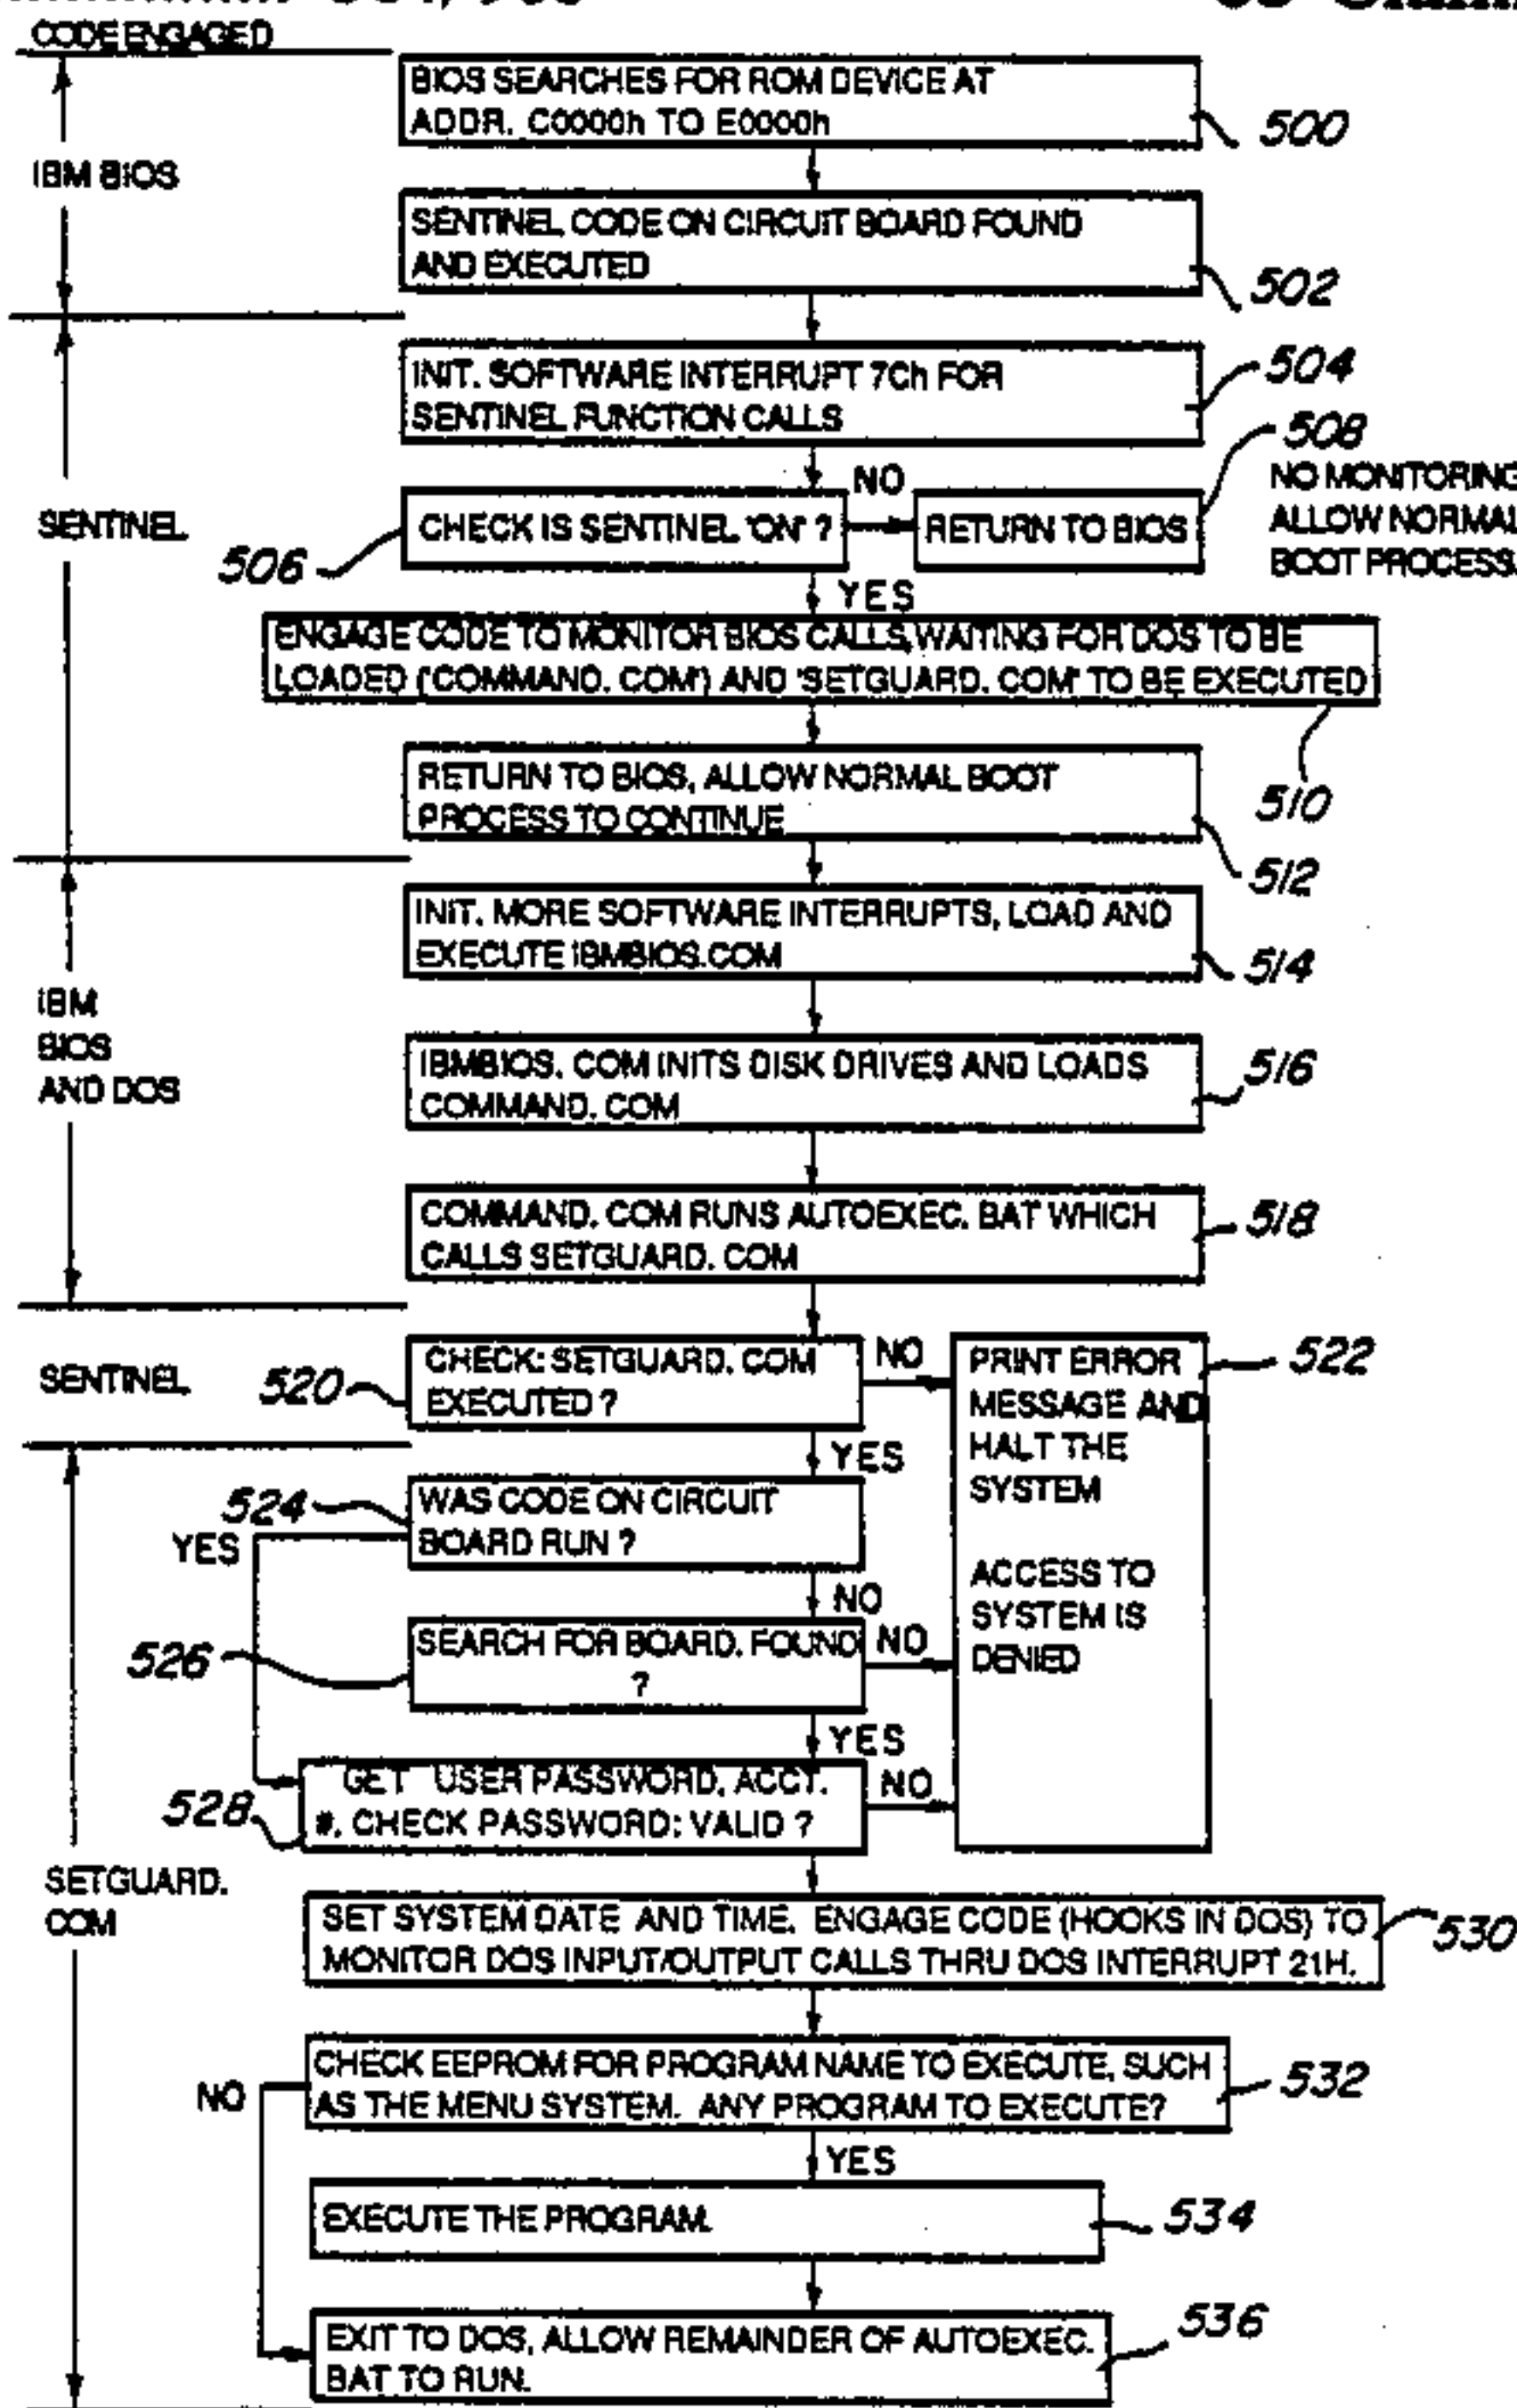 CODE ENGAGED
BIOS SEARCHES FOR ROM DEVICE AT
ADDR. C0000h TO E0000h
500
IBM BIOS
SENTINEL CODE ON CIRCUIT BOARD FOUND
AND EXECUTED
502
INIT. SOFTWARE INTERRUPT 7Ch FOR
SENTINEL FUNCTION CALLS
504
508
NO
NO MONITORING
ALLOW NORMAL
BOOT PROCESS.
SENTINEL
CHECK IS SENTINEL 'ON' ?
RETURN TO BIOS
506
YES
ENGAGE CODE TO MONITOR BIOS CALLS, WAITING FOR DOS TO BE
LOADED ('COMMAND. COM') AND 'SETGUARD. COM' TO BE EXECUTED
510
RETURN TO BIOS, ALLOW NORMAL BOOT
PROCESS TO CONTINUE
512
INIT. MORE SOFTWARE INTERRUPTS, LOAD AND
EXECUTE IBMBIOS.COM
514
IBM
BIOS
AND DOS
IBMBIOS. COM INITS DISK DRIVES AND LOADS
COMMAND. COM
516
COMMAND. COM RUNS AUTOEXEC. BAT WHICH
CALLS SETGUARD. COM
518
SENTINEL
520
CHECK: SETGUARD. COM
EXECUTED ?
NO
PRINT ERROR
MESSAGE AND
HALT THE
SYSTEM
ACCESS TO
SYSTEM IS
DENIED
522
YES
524
WAS CODE ON CIRCUIT
BOARD RUN ?
YES
NO
526
SEARCH FOR BOARD. FOUND
?
NO
YES
528
GET USER PASSWORD, ACCT.
#. CHECK PASSWORD: VALID ?
NO
SETGUARD.
COM
SET SYSTEM DATE AND TIME. ENGAGE CODE (HOOKS IN DOS) TO
MONITOR DOS INPUT/OUTPUT CALLS THRU DOS INTERRUPT 21H.
530
CHECK EEPROM FOR PROGRAM NAME TO EXECUTE, SUCH
AS THE MENU SYSTEM. ANY PROGRAM TO EXECUTE?
532
NO
YES
EXECUTE THE PROGRAM.
534
EXIT TO DOS, ALLOW REMAINDER OF AUTOEXEC.
BAT TO RUN.
536